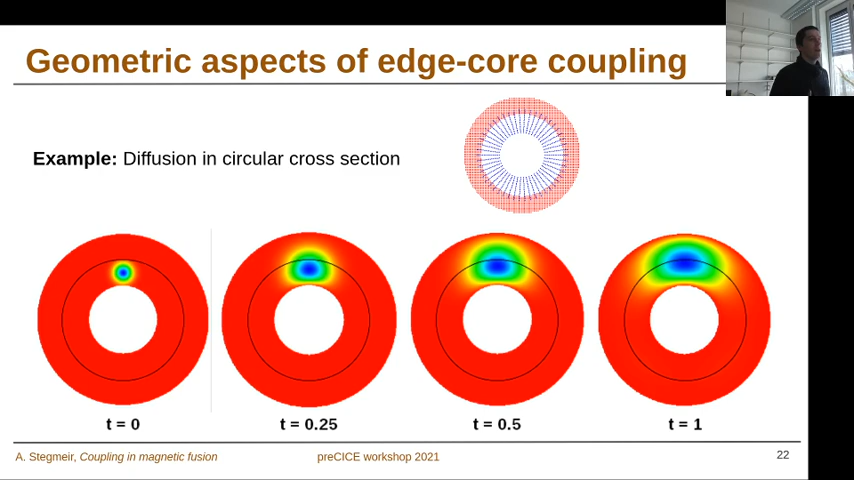 Geometric aspects of edge-core coupling
Example: Diffusion in circular cross section
t = 0
t = 0.25
t = 0.5
t = 1
A. Stegmeir, Coupling in magnetic fusion
preCICE workshop 2021
22